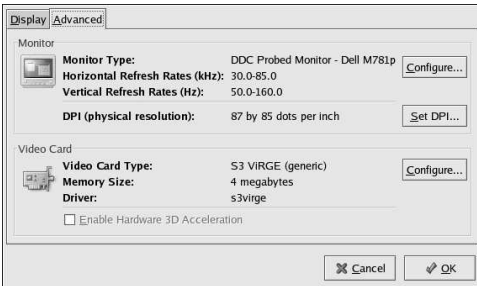 Display Advanced
Monitor
Monitor Type: DDC Probed Monitor - Dell M781p
Configure...
Horizontal Refresh Rates (kHz): 30.0-85.0
Vertical Refresh Rates (Hz): 50.0-160.0
DPI (physical resolution): 87 by 85 dots per inch
Set DPI...
Video Card
Video Card Type: S3 ViRGE (generic)
Configure...
Memory Size: 4 megabytes
Driver: s3virge
Enable Hardware 3D Acceleration
Cancel OK